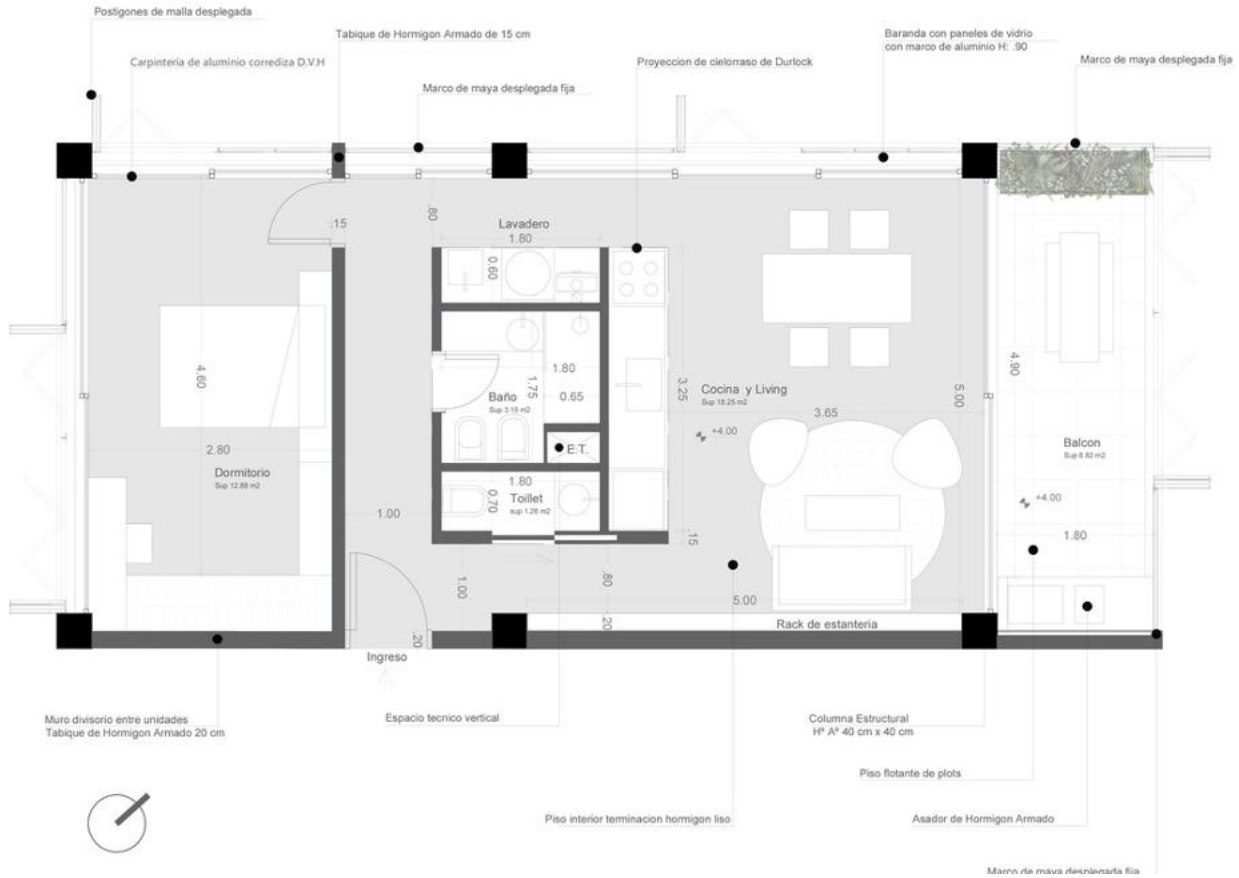 Postigones de malla desplegada
Tabique de Hormigon Armado de 15 cm
Baranda con paneles de vidrio
con marco de aluminio H: .90
Carpinteria de aluminio corrediza D.V.H
Proyeccion de cielorraso de Durlock
Marco de maya desplegada fija
Marco de maya desplegada fija
.15
.80
Lavadero
1.80
0.60
4.60
2.80
Dormitorio
Sup 12.88 m2
1.80
1.75
0.65
Baño
Sup 3.15 m2
E.T.
1.80
0.70
Toillet
sup 1.26 m2
3.25
Cocina y Living
Sup 18.25 m2
3.65
+4.00
5.00
4.90
Balcon
Sup 8.82 m2
+4.00
1.80
1.00
1.00
.15
.80
5.00
.20
.20
Rack de estanteria
Ingreso
Muro divisorio entre unidades
Tabique de Hormigon Armado 20 cm
Espacio tecnico vertical
Columna Estructural
Hº Aº 40 cm x 40 cm
Piso flotante de plots
Piso interior terminacion hormigon liso
Asador de Hormigon Armado
Marco de maya desplegada fija